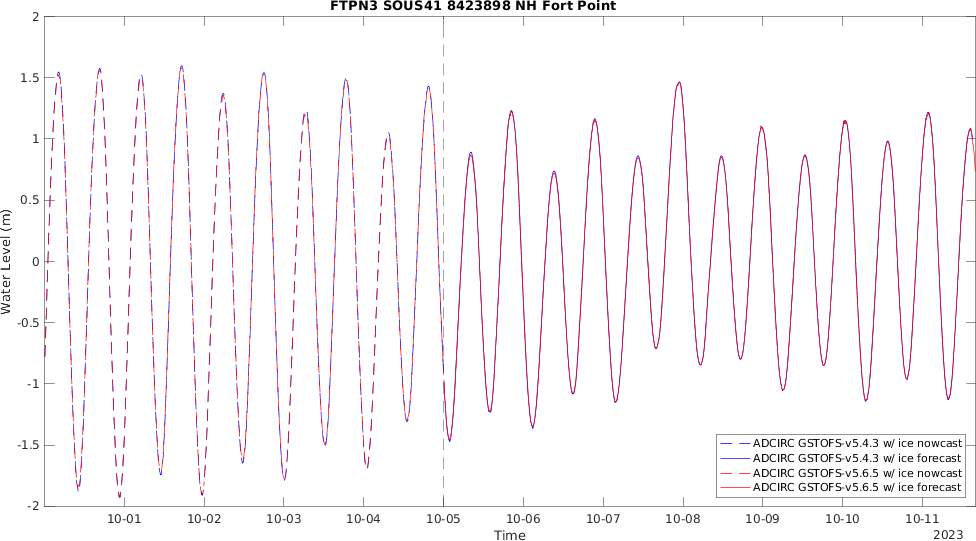 FTPN3 SOUS41 8423898 NH Fort Point
2
1.5
1
0.5
0
-0.5
-1
-1.5
-2
Water Level (m)
ADCIRC GSTOFS-v5.4.3 w/ ice nowcast
ADCIRC GSTOFS-v5.4.3 w/ ice forecast
ADCIRC GSTOFS-v5.6.5 w/ ice nowcast
ADCIRC GSTOFS-v5.6.5 w/ ice forecast
10-01 10-02 10-03 10-04 10-05 10-06 10-07 10-08 10-09 10-10 10-11
Time
2023